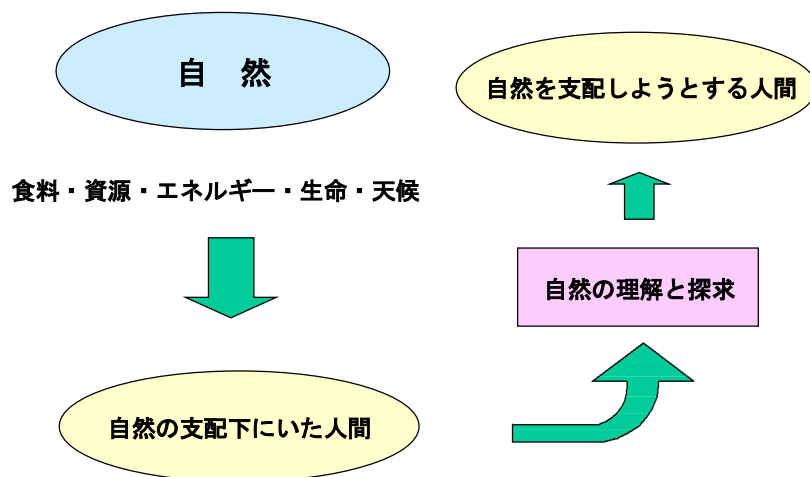 自　然
食料・資源・エネルギー・生命・天候
自然の支配下にいた人間
自然の理解と探求
自然を支配しようとする人間